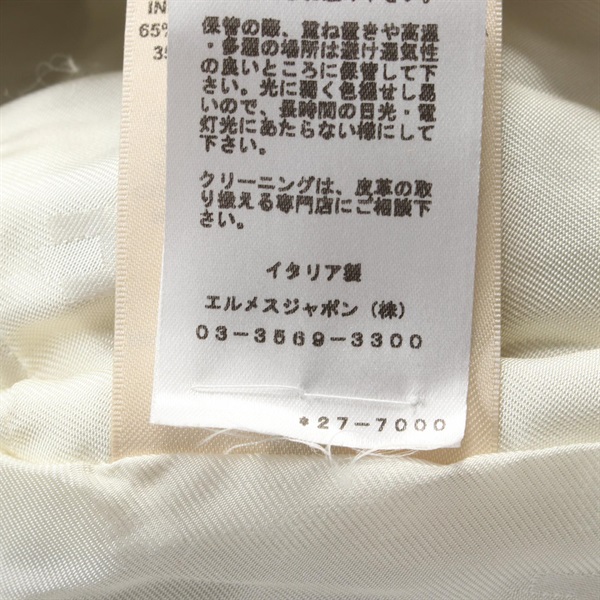 IN
65%
35
保管の際、重ね置きや高温
・多湿の場所は避け通気性
の良いところに保管して下
さい。光に弱く色褪せし易
いので、長時間の日光・電
灯光にあたらない様にして
下さい。
クリーニングは、皮革の取
り扱える専門店にご相談下
さい。
イタリア製
エルメスジャポン（株）
03-3569-3300
*27-7000